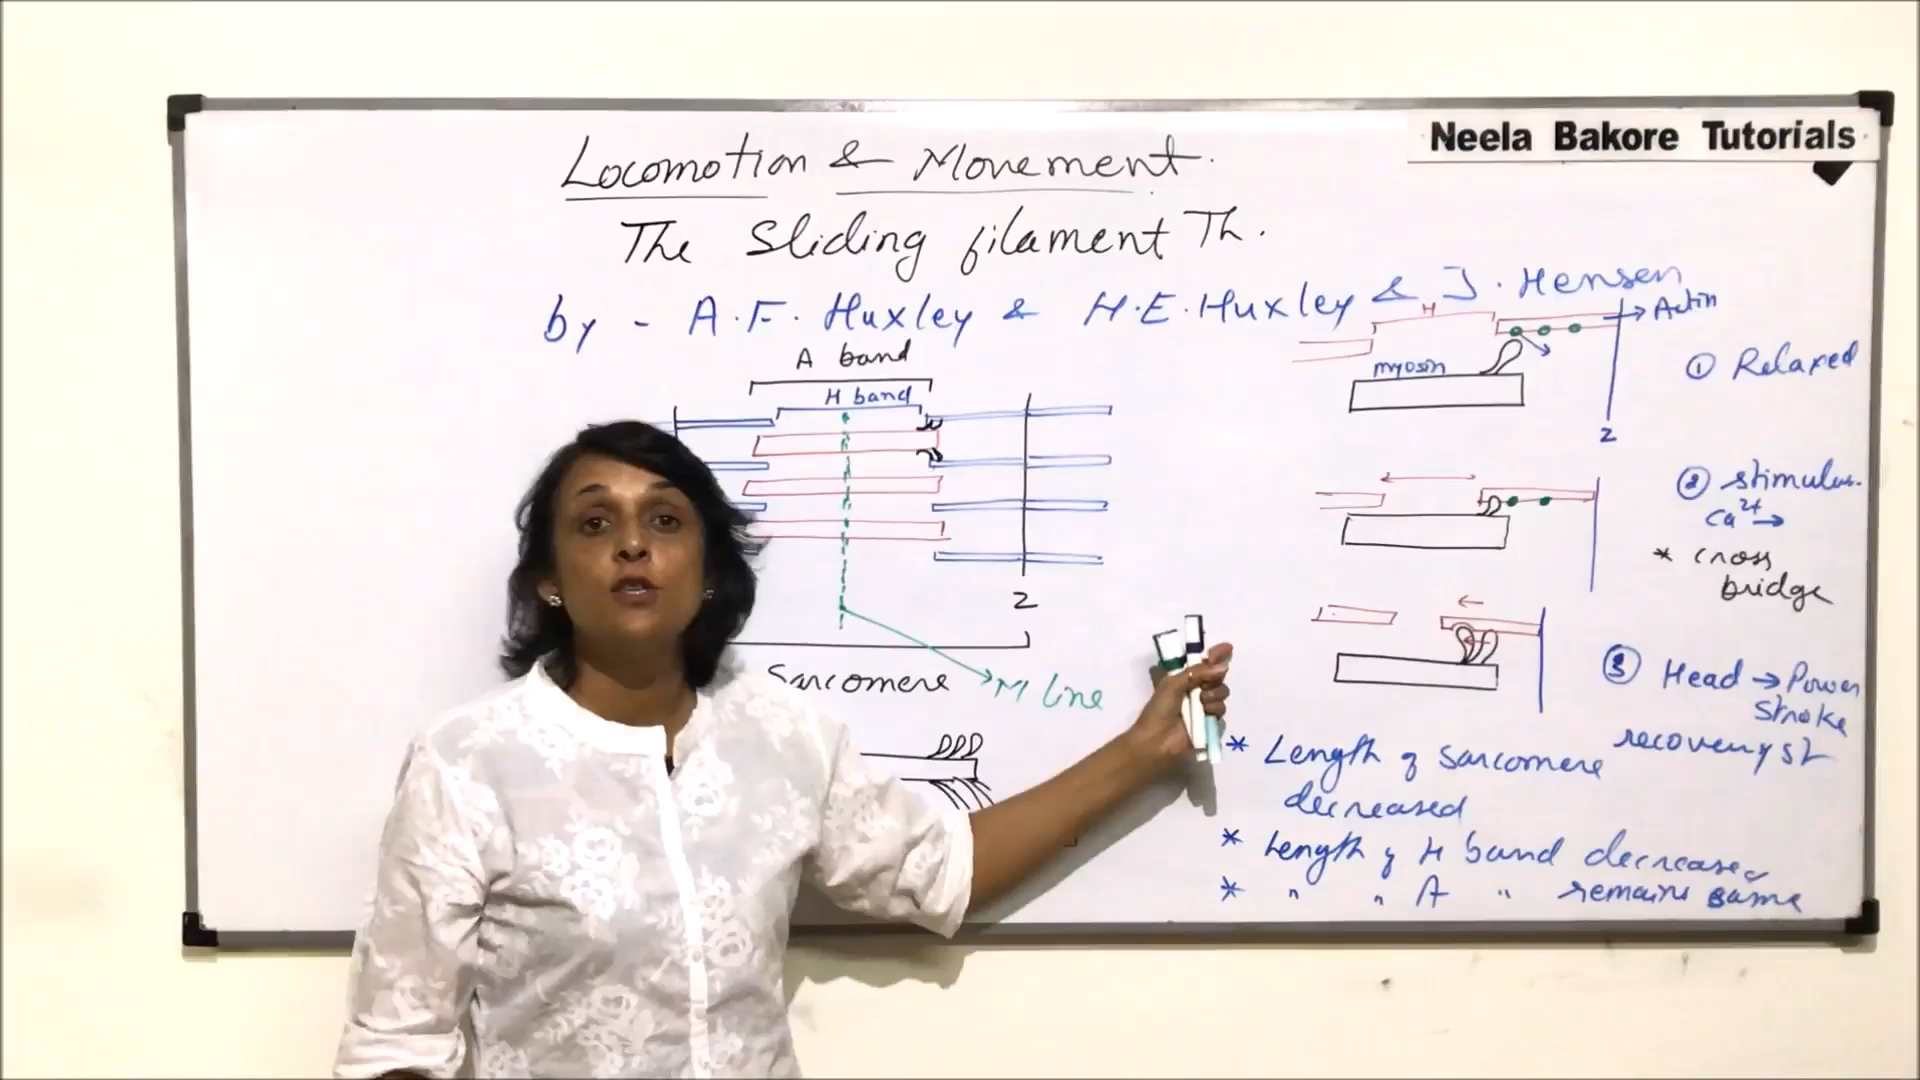 Neela Bakore Tutorials
Locomotion & Movement.
The Sliding filament Th.
by - A.F. Huxley & H.E. Huxley & J. Hensen
A band
H band
Z
Sarcomere
M line
H
Actin
myosin
Z
① Relaxed
② stimulus.
Ca²⁺ →
* cross
bridge
③ Head → Power
stroke
recovery st
* Length of sarcomere
decreased
* Length of H band decreases
* " " A " remains same